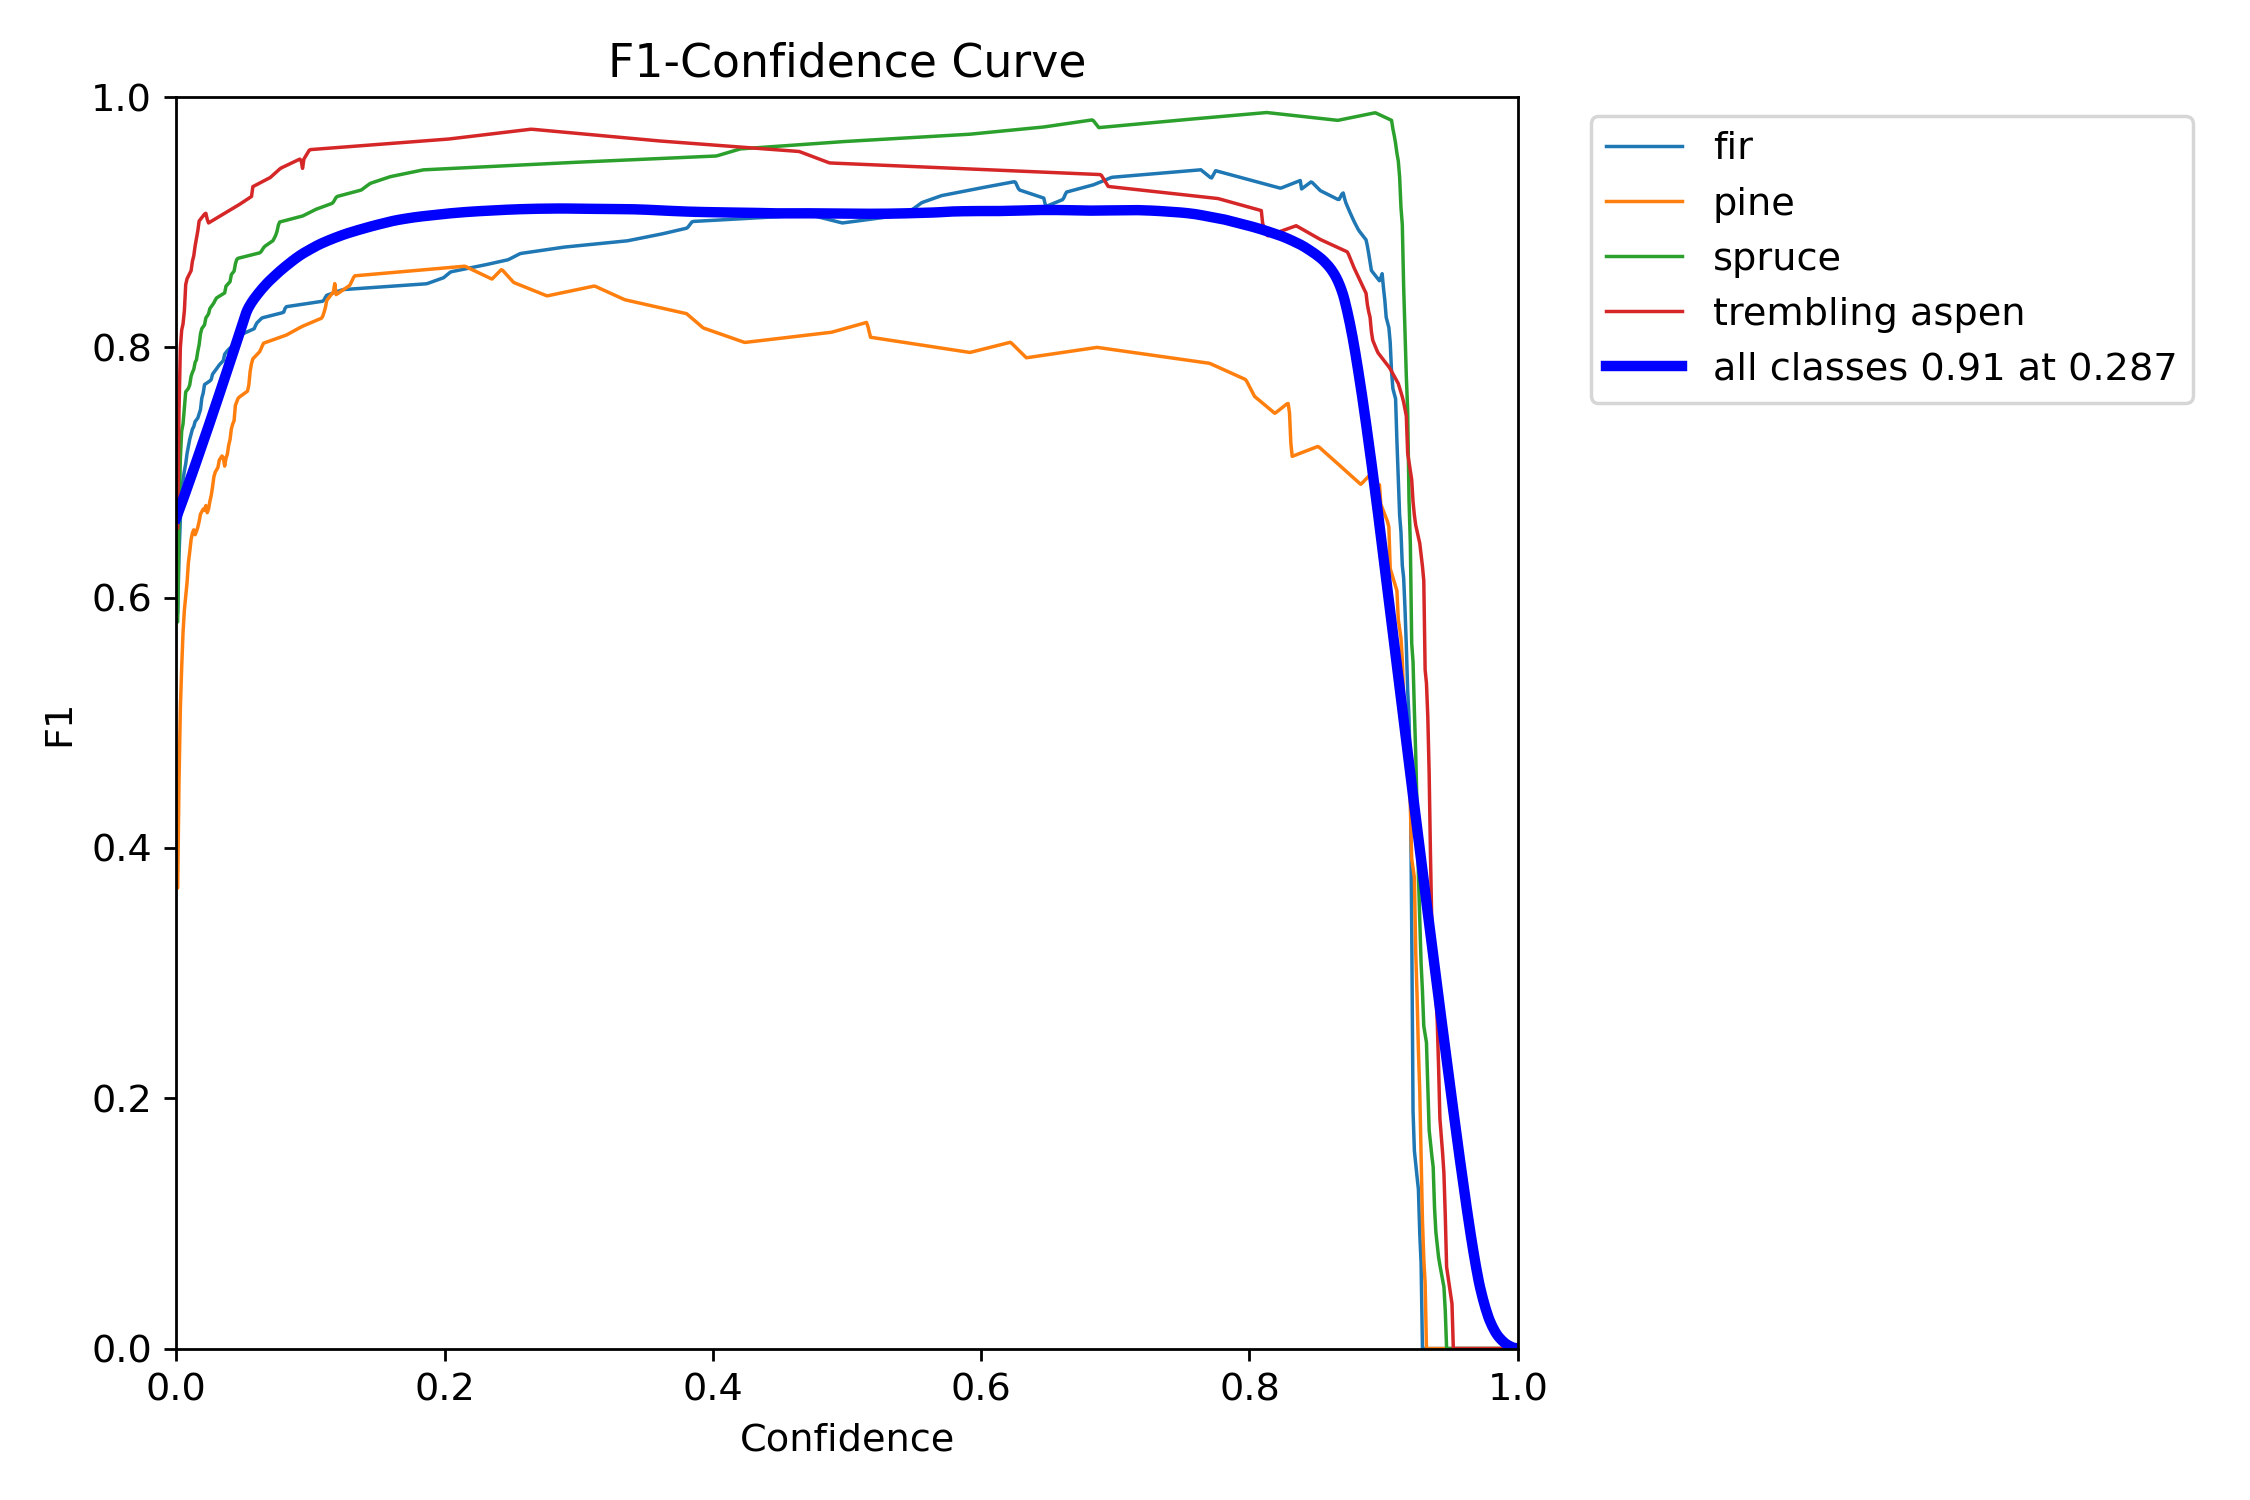 F1-Confidence Curve
1.0
0.8
0.6
0.4
0.2
0.0
F1
0.0 0.2 0.4 0.6 0.8 1.0
Confidence
fir
pine
spruce
trembling aspen
all classes 0.91 at 0.287